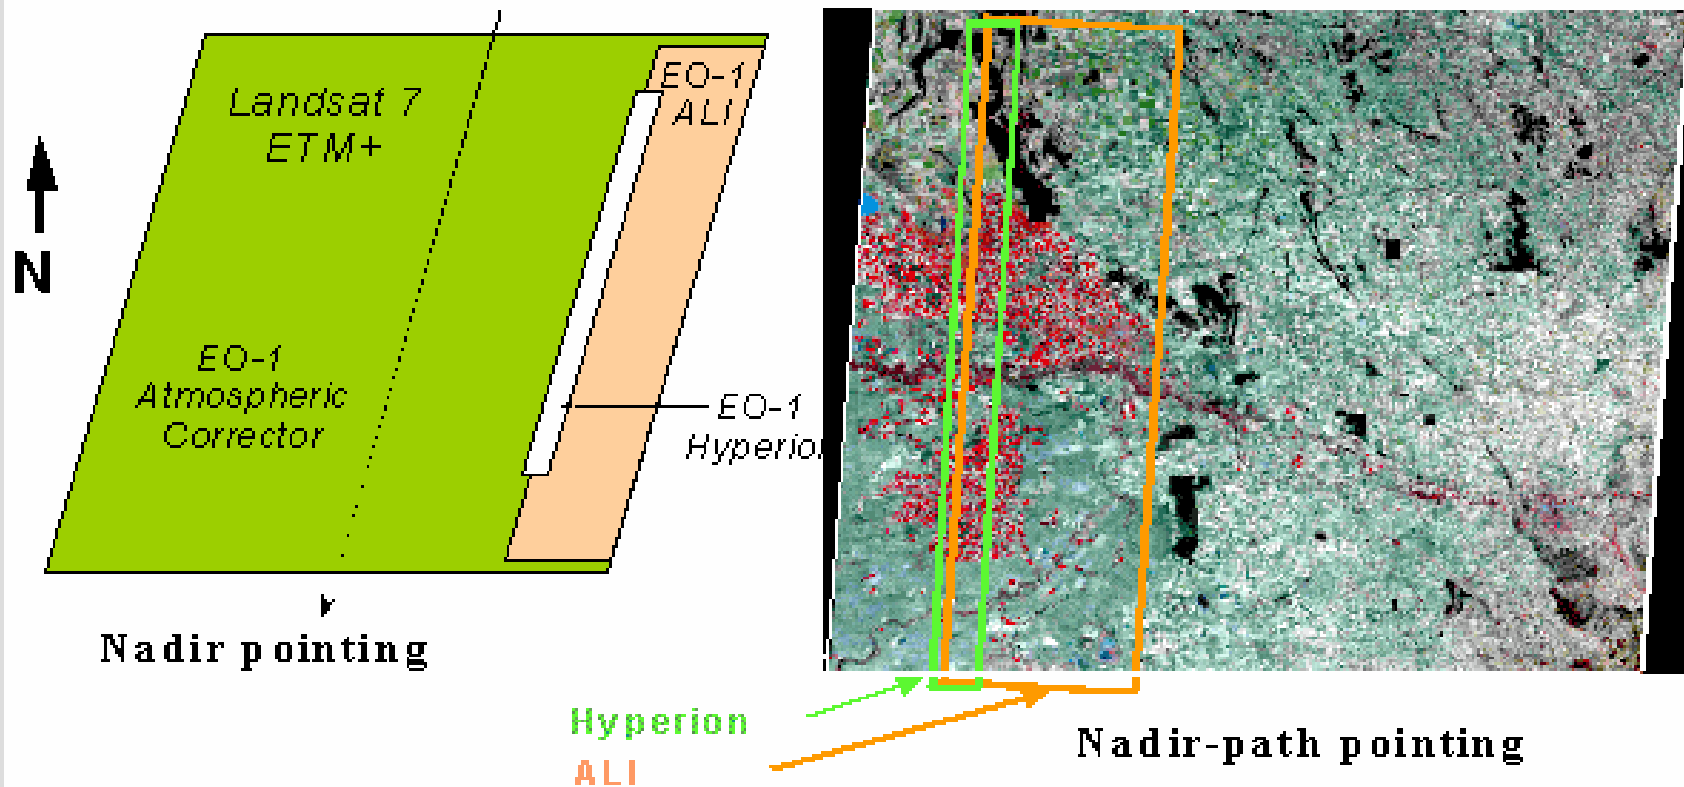 Landsat 7
ETM+
EO-1
ALI
N
EO-1
Atmospheric
Corrector
EO-1
Hyperion
Nadir pointing
Hyperion
ALI
Nadir-path pointing